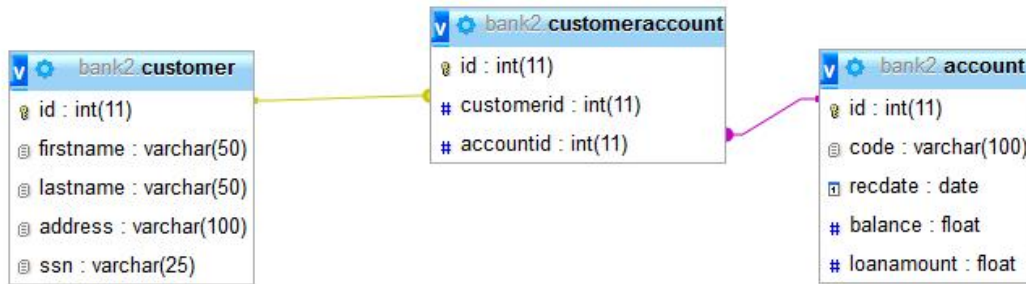 bank2.customer
id : int(11)
firstname : varchar(50)
lastname : varchar(50)
address : varchar(100)
ssn : varchar(25)
bank2.customeraccount
id : int(11)
customerid : int(11)
accountid : int(11)
bank2.account
id : int(11)
code : varchar(100)
recdate : date
balance : float
loanamount : float